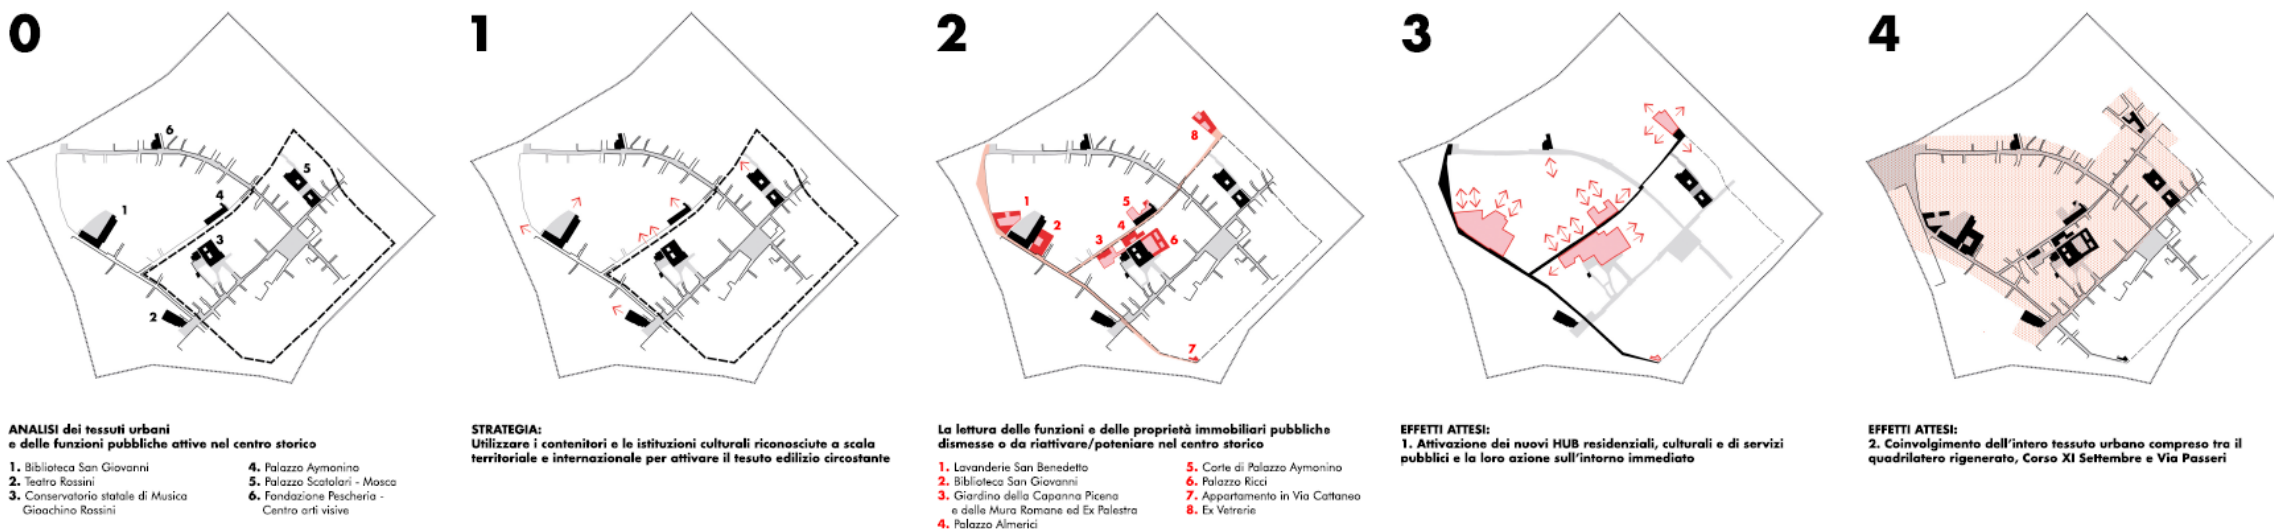 0
6
5
4
1
3
2
ANALISI dei tessuti urbani
e delle funzioni pubbliche attive nel centro storico
1. Biblioteca San Giovanni
2. Teatro Rossini
3. Conservatorio statale di Musica
Gioachino Rossini
4. Palazzo Aymonino
5. Palazzo Scatolari - Mosca
6. Fondazione Pescheria -
Centro arti visive
1
STRATEGIA:
Utilizzare i contenitori e le istituzioni culturali riconosciute a scala
territoriale e internazionale per attivare il tesuto edilizio circostante
2
8
1
5
2
4
3
6
7
La lettura delle funzioni e delle proprietà immobiliari pubbliche
dismesse o da riattivare/poteniare nel centro storico
1. Lavanderie San Benedetto
2. Biblioteca San Giovanni
3. Giardino della Capanna Picena
e delle Mura Romane ed Ex Palestra
4. Palazzo Almerici
5. Corte di Palazzo Aymonino
6. Palazzo Ricci
7. Appartamento in Via Cattaneo
8. Ex Vetrerie
3
EFFETTI ATTESI:
1. Attivazione dei nuovi HUB residenziali, culturali e di servizi
pubblici e la loro azione sull'intorno immediato
4
EFFETTI ATTESI:
2. Coinvolgimento dell'intero tessuto urbano compreso tra il
quadrilatero rigenerato, Corso XI Settembre e Via Passeri